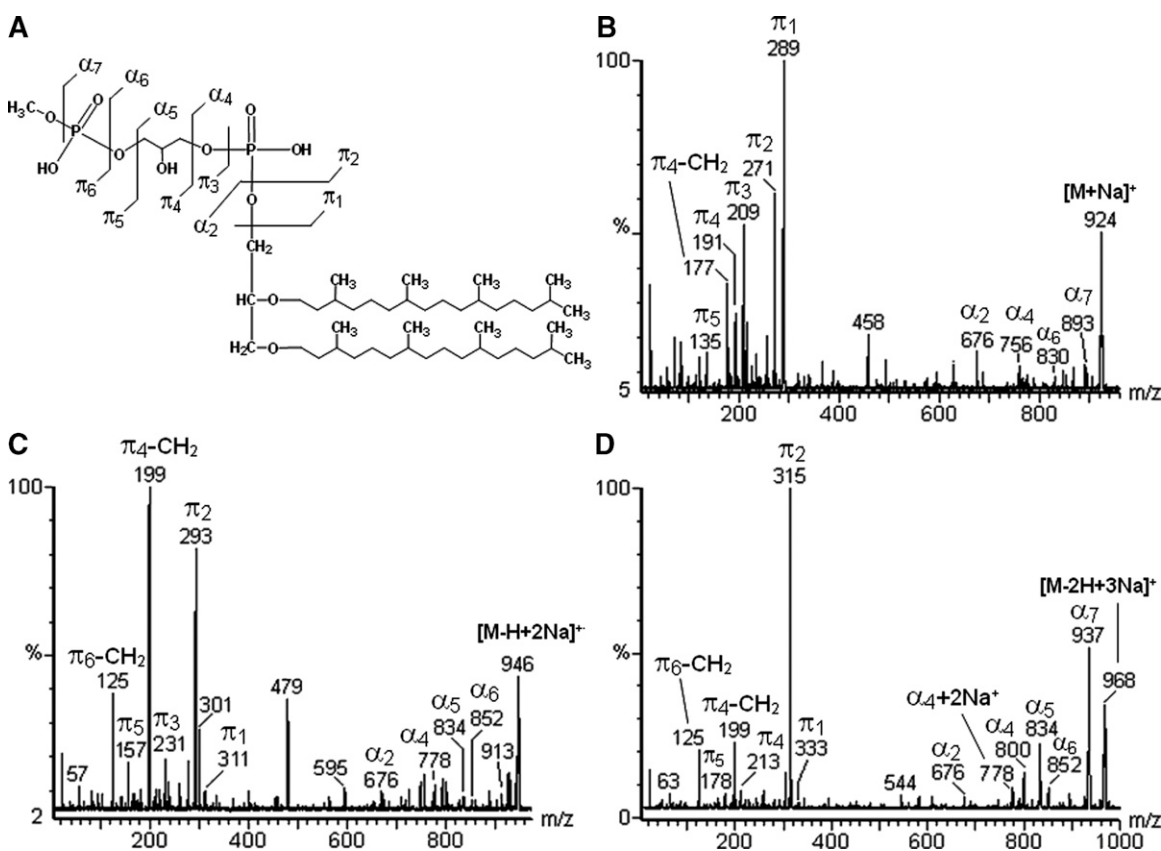 A
α7
α6
α5
α4
H3C
O
O
P
HO
O
OH
O
O
P
OH
O
π6
π5
π4
π3
π2
π1
α2
CH2
HC
O
H2C
O
CH3
CH3
CH3
CH3
CH3
CH3
CH3
CH3
CH3
CH3
B
π1
289
100
π2
271
π4-CH2
π3
209
π4
191
177
[M+Na]+
924
%
π5
135
458
α2
676
α4
756
α6
830
α7
893
5
200
400
600
800
m/z
C
π4-CH2
199
100
π2
293
[M-H+2Na]+
946
%
π6-CH2
125
π5
157
π3
231
301
π1
311
479
57
595
α2
676
α4
778
α5
834
α6
852
913
2
200
400
600
800
m/z
D
π2
315
100
[M-2H+3Na]+
α7
937
968
%
π6-CH2
125
π4-CH2
199
π5
178
π4
213
π1
333
63
α4+2Na+
544
α2
676
778
α4
800
α5
834
α6
852
0
200
400
600
800
1000
m/z